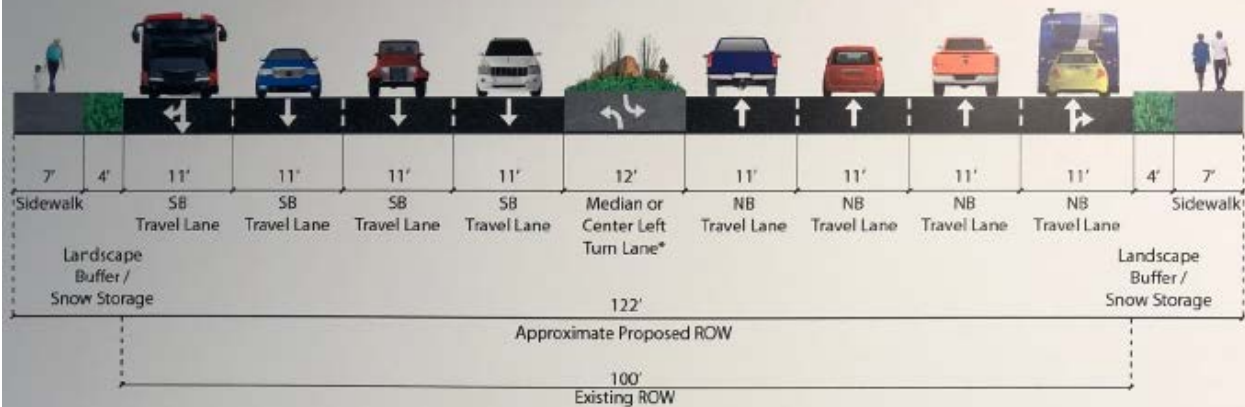 7' 4' 11' 11' 11' 11' 12' 11' 11' 11' 11' 4' 7'
Sidewalk
SB
Travel Lane
SB
Travel Lane
SB
Travel Lane
SB
Travel Lane
Median or
Center Left
Turn Lane*
NB
Travel Lane
NB
Travel Lane
NB
Travel Lane
NB
Travel Lane
Sidewalk
Landscape
Buffer /
Snow Storage
Landscape
Buffer /
Snow Storage
122'
Approximate Proposed ROW
100'
Existing ROW